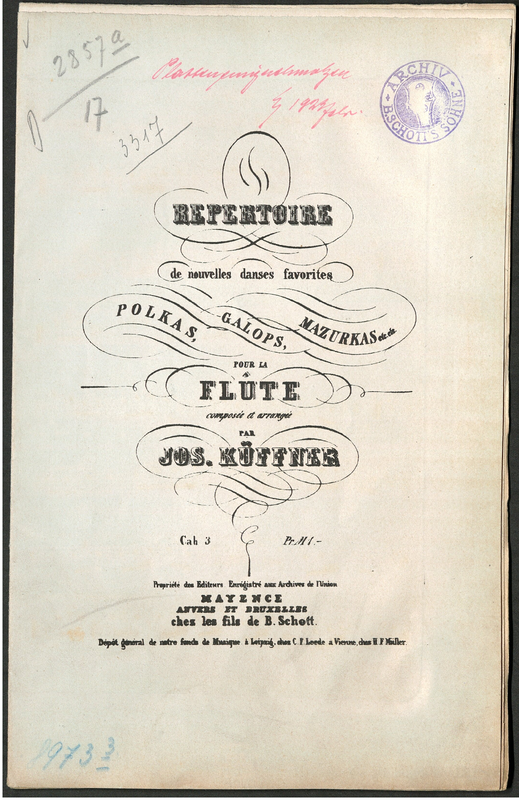 2857a
17
3317
ARCHIV
B. SCHOTT'S SÖHNE
REPERTOIRE
de nouvelles danses favorites
POLKAS, GALOPS, MAZURKAS etc etc
POUR LA
FLÛTE
composée et arrangée
PAR
JOS. KÜFFNER
Cah 3 Pr. M 1.-
Propriété des Editeurs Enrégistré aux Archives de l'Union
MAYENCE
ANVERS ET BRUXELLES
chez les fils de B. Schott.
Dépôt général de notre fonds de Musique à Leipzig, chez C. F. Leede à Vienne, chez H. F. Müller.
8973 3